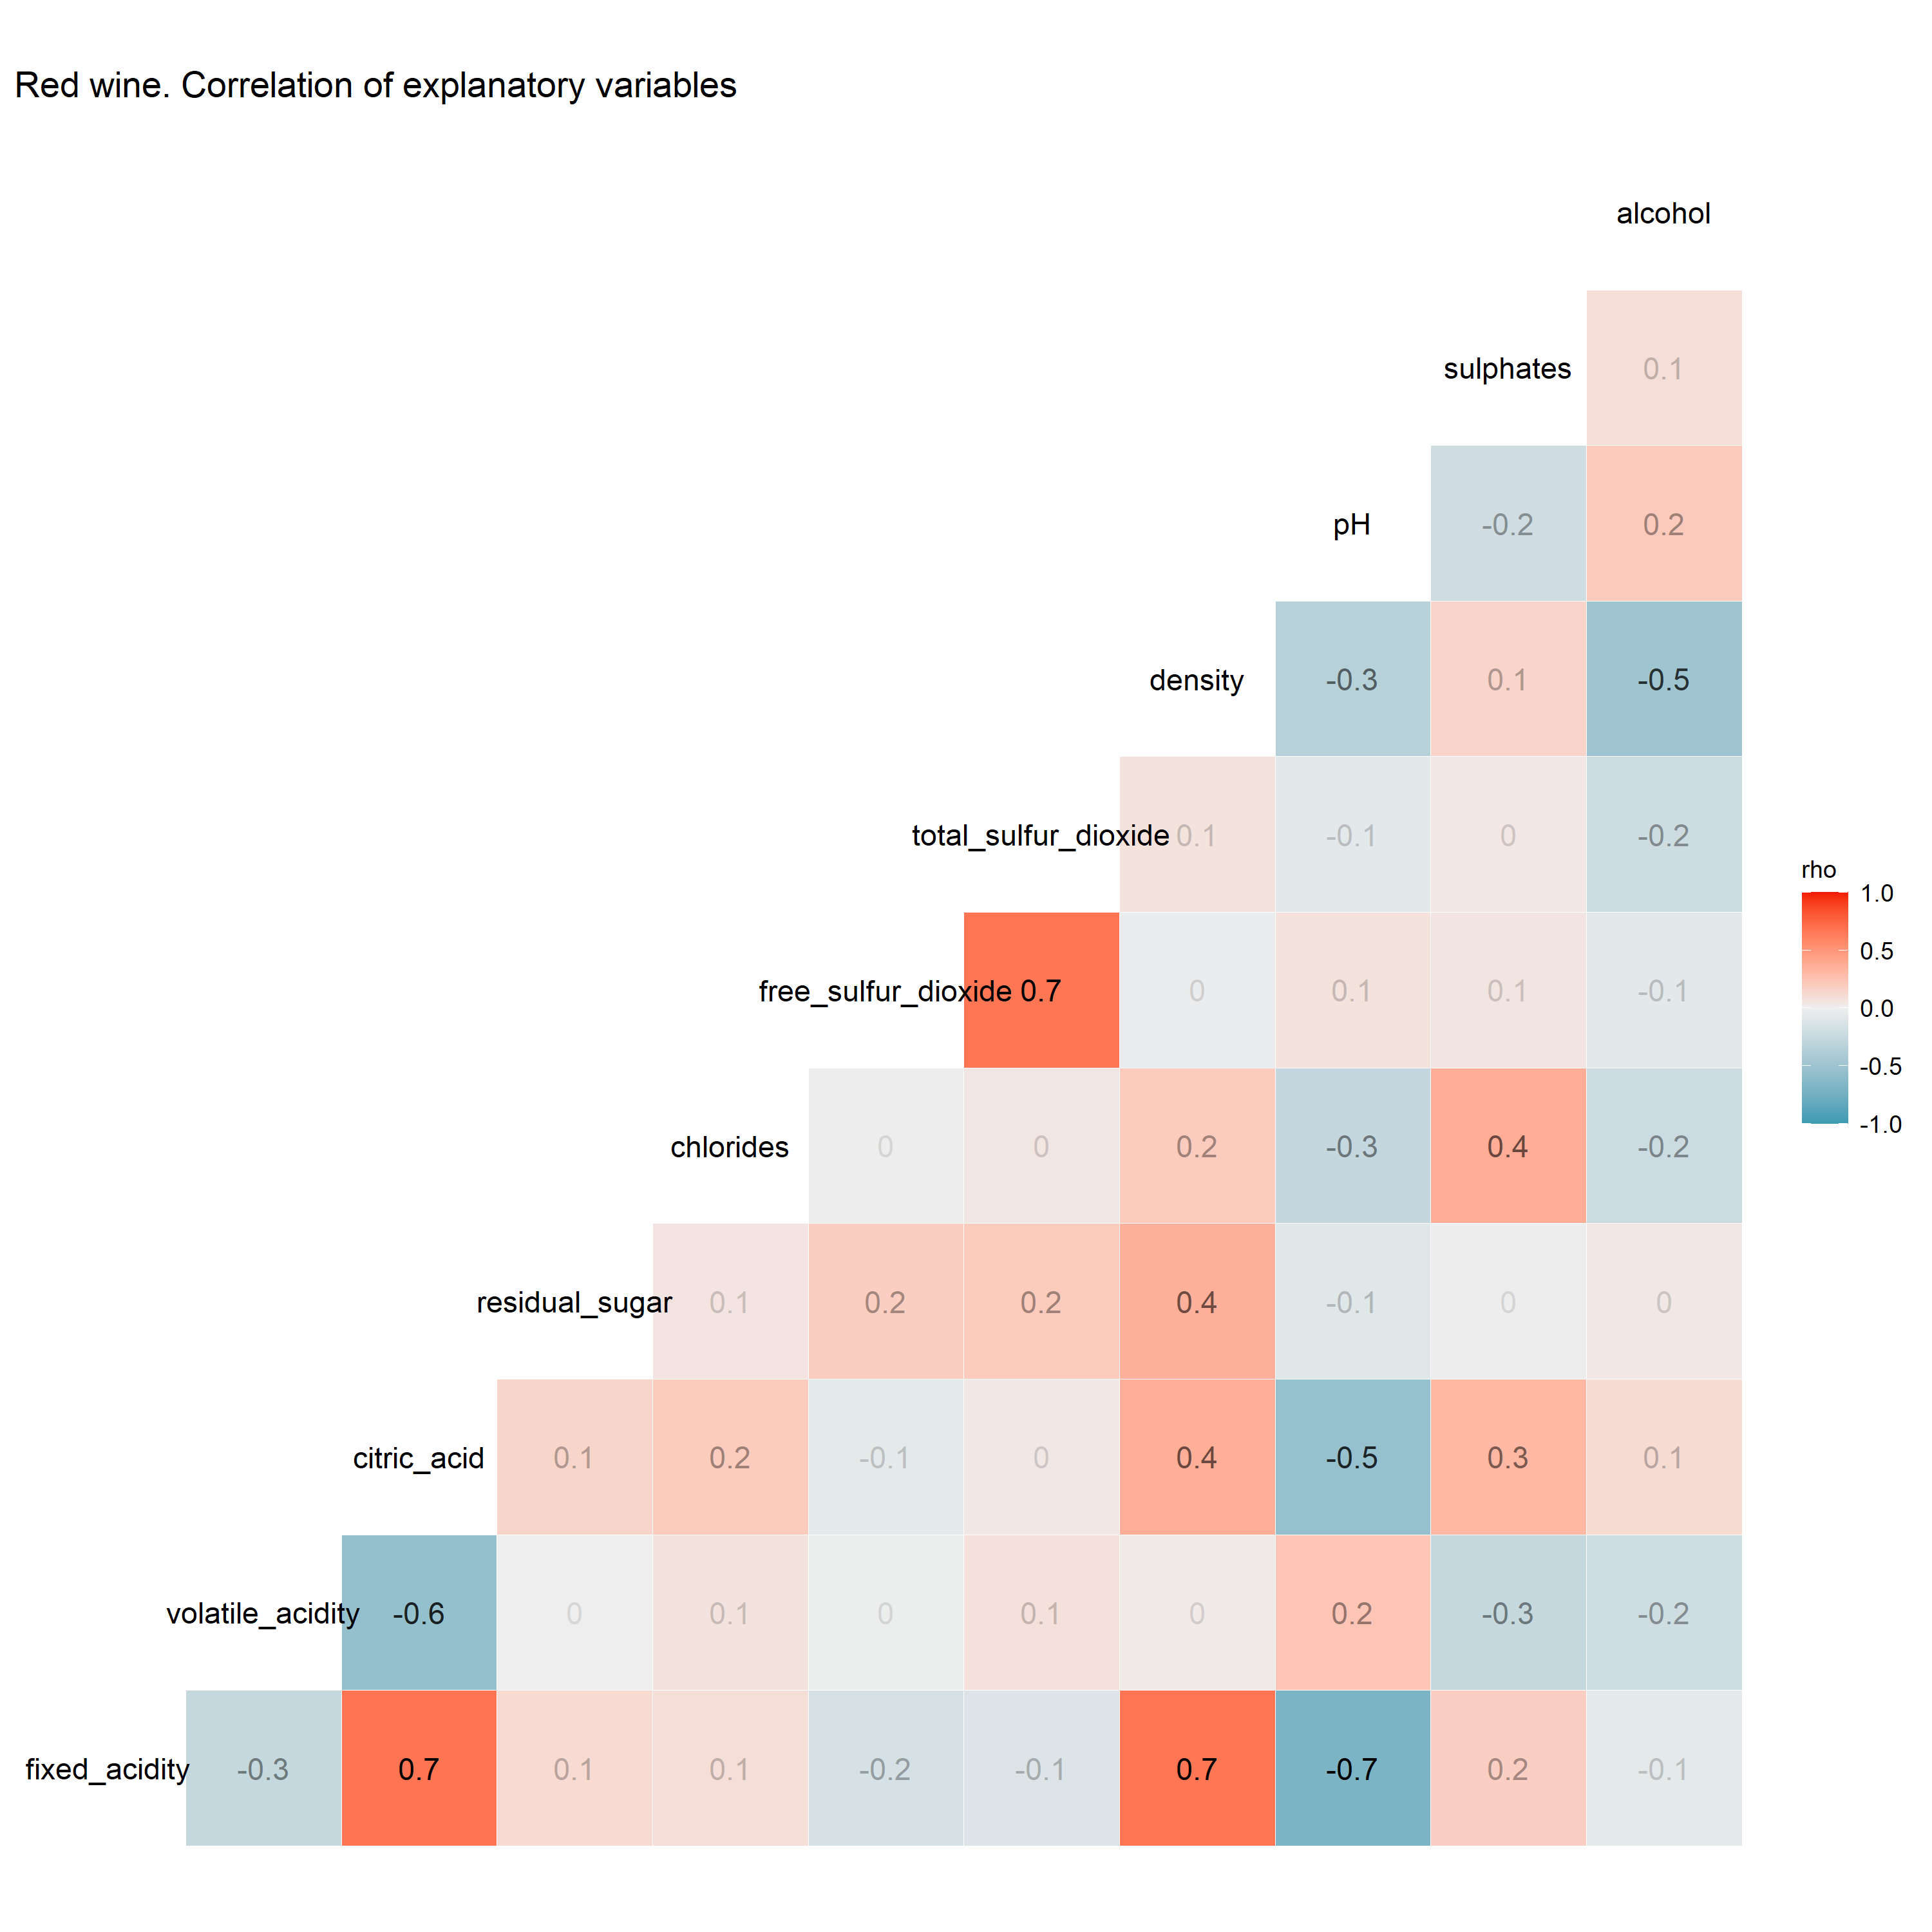 Red wine. Correlation of explanatory variables
alcohol
sulphates 0.1
pH -0.2 0.2
density -0.3 0.1 -0.5
total_sulfur_dioxide 0.1 -0.1 0 -0.2
rho
1.0
0.5
0.0
-0.5
-1.0
free_sulfur_dioxide 0.7 0 0.1 0.1 -0.1
chlorides 0 0 0.2 -0.3 0.4 -0.2
residual_sugar 0.1 0.2 0.2 0.4 -0.1 0 0
citric_acid 0.1 0.2 -0.1 0 0.4 -0.5 0.3 0.1
volatile_acidity -0.6 0 0.1 0 0.1 0 0.2 -0.3 -0.2
fixed_acidity -0.3 0.7 0.1 0.1 -0.2 -0.1 0.7 -0.7 0.2 -0.1